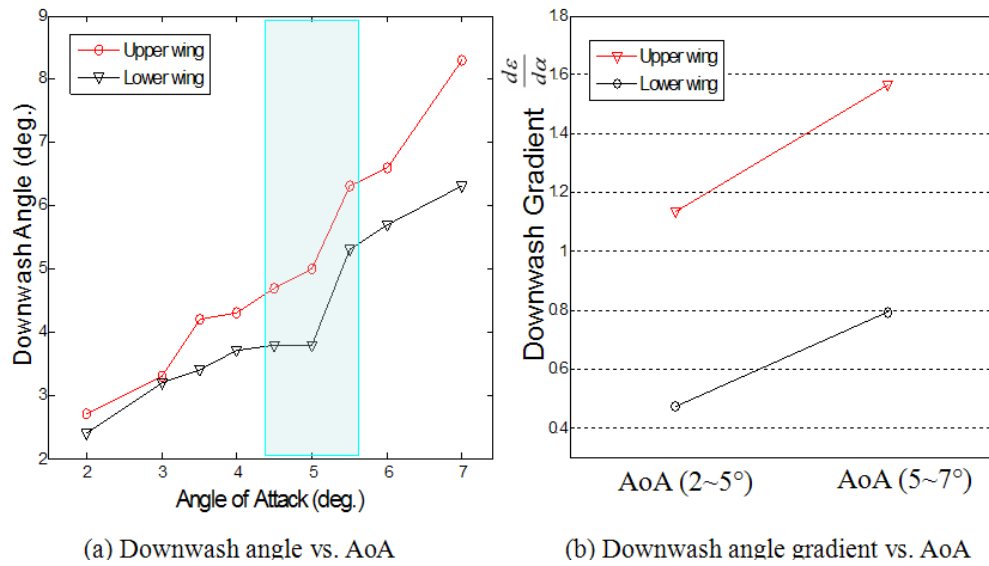 9
8
7
6
5
4
3
2
2
3
4
5
6
7
Downwash Angle (deg.)
Upper wing
Lower wing
Angle of Attack (deg.)
(a) Downwash angle vs. AoA
1.8
1.6
1.4
1.2
1
0.8
0.6
0.4
Downwash Gradient dε/dα
Upper wing
Lower wing
AoA (2~5°)
AoA (5~7°)
(b) Downwash angle gradient vs. AoA